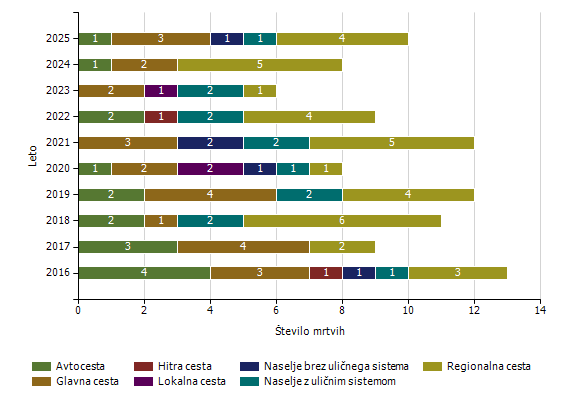 2025 1 3 1 1 4
2024 1 2 5
2023 2 1 2 1
2022 2 1 2 4
2021 3 2 2 5
2020 1 2 2 1 1 1
2019 2 4 2 4
2018 2 1 2 6
2017 3 4 2
2016 4 3 1 1 1 3
Leto
0 2 4 6 8 10 12 14
Število mrtvih
Avtocesta Hitra cesta Naselje brez uličnega sistema Regionalna cesta
Glavna cesta Lokalna cesta Naselje z uličnim sistemom